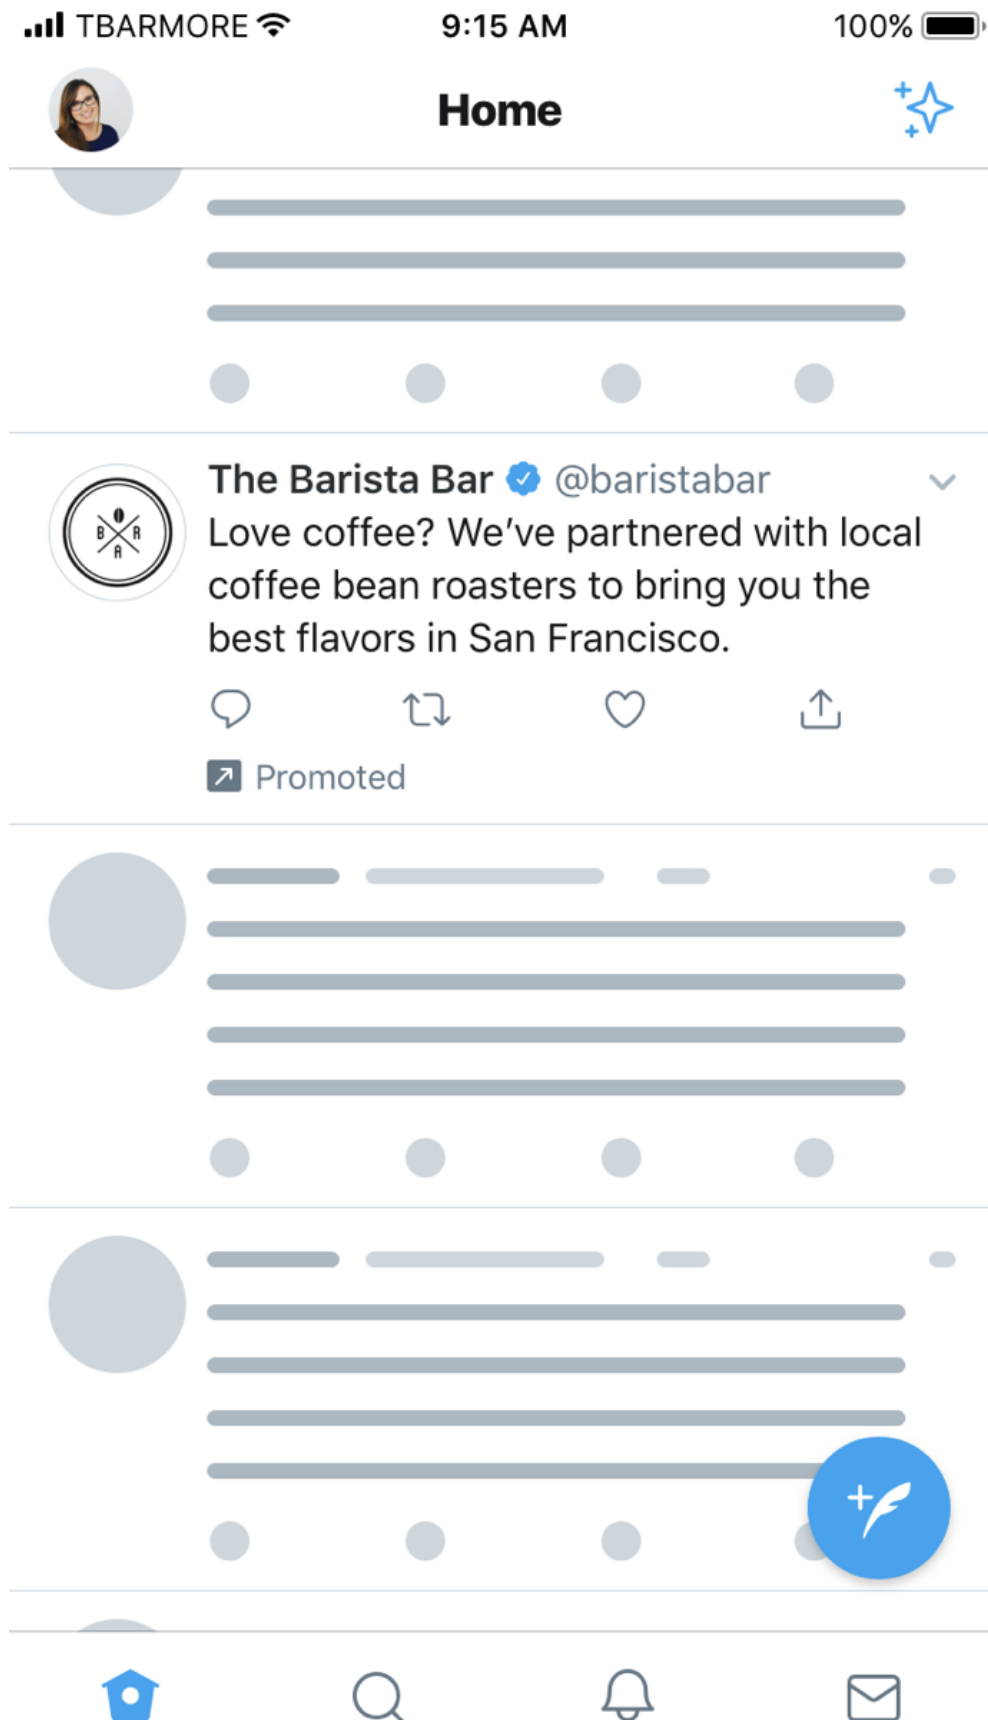 TBARMORE 9:15 AM 100%
Home
The Barista Bar @baristabar
Love coffee? We’ve partnered with local
coffee bean roasters to bring you the
best flavors in San Francisco.
B A R
Promoted